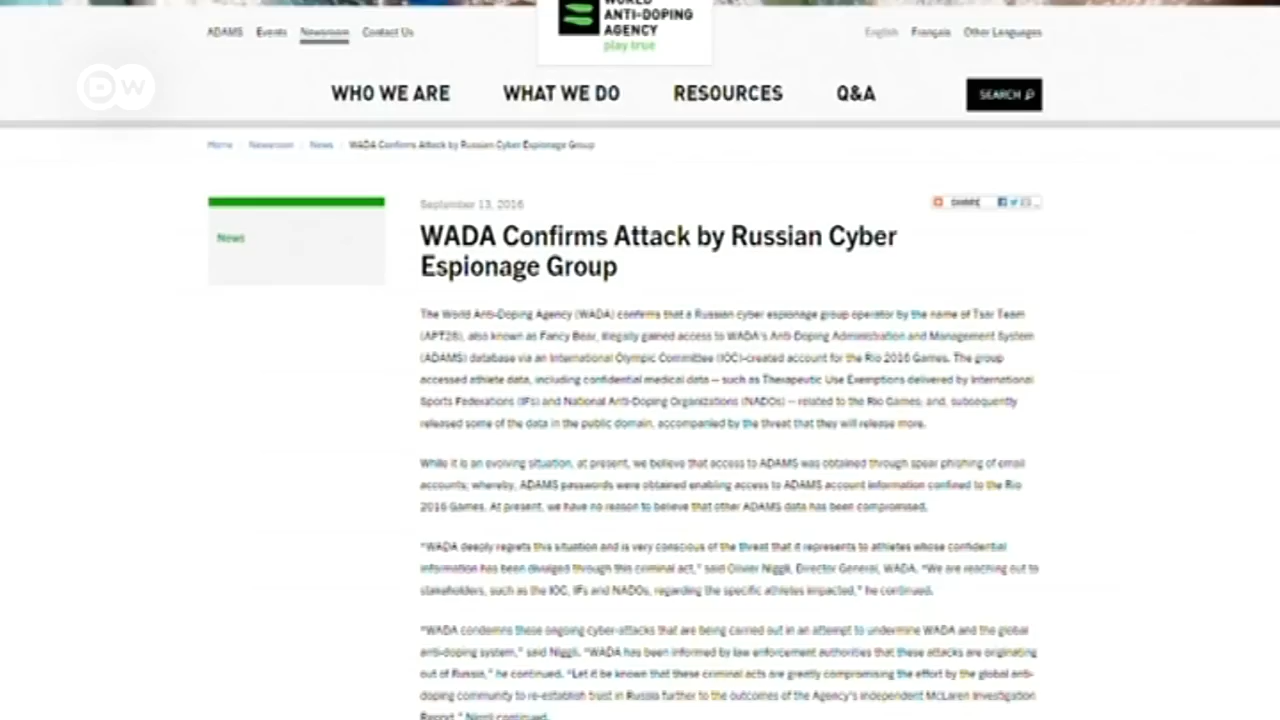 WORLD
ANTI-DOPING
AGENCY
play true
ADAMS Events Newsroom Contact Us
English Français Other Languages
DW
WHO WE ARE WHAT WE DO RESOURCES Q&A SEARCH
Home Newsroom News WADA Confirms Attack by Russian Cyber Espionage Group
September 13, 2016
SHARE
News
WADA Confirms Attack by Russian Cyber
Espionage Group
The World Anti-Doping Agency (WADA) confirms that a Russian cyber espionage group operator by the name of Tsar Team
(APT28), also known as Fancy Bear, illegally gained access to WADA's Anti-Doping Administration and Management System
(ADAMS) database via an International Olympic Committee (IOC)-created account for the Rio 2016 Games. The group
accessed athlete data, including confidential medical data – such as Therapeutic Use Exemptions delivered by International
Sports Federations (IFs) and National Anti-Doping Organizations (NADOs) – related to the Rio Games; and, subsequently
released some of the data in the public domain, accompanied by the threat that they will release more.
While it is an evolving situation, at present, we believe that access to ADAMS was obtained through spear phishing of email
accounts; whereby, ADAMS passwords were obtained enabling access to ADAMS account information confined to the Rio
2016 Games. At present, we have no reason to believe that other ADAMS data has been compromised.
"WADA deeply regrets this situation and is very conscious of the threat that it represents to athletes whose confidential
information has been divulged through this criminal act," said Olivier Niggli, Director General, WADA. "We are reaching out to
stakeholders, such as the IOC, IFs and NADOs, regarding the specific athletes impacted," he continued.
"WADA condemns these ongoing cyber-attacks that are being carried out in an attempt to undermine WADA and the global
anti-doping system," said Niggli. "WADA has been informed by law enforcement authorities that these attacks are originating
out of Russia," he continued. "Let it be known that these criminal acts are greatly compromising the effort by the global anti-
doping community to re-establish trust in Russia further to the outcomes of the Agency's independent McLaren Investigation
Report," Niggli continued.